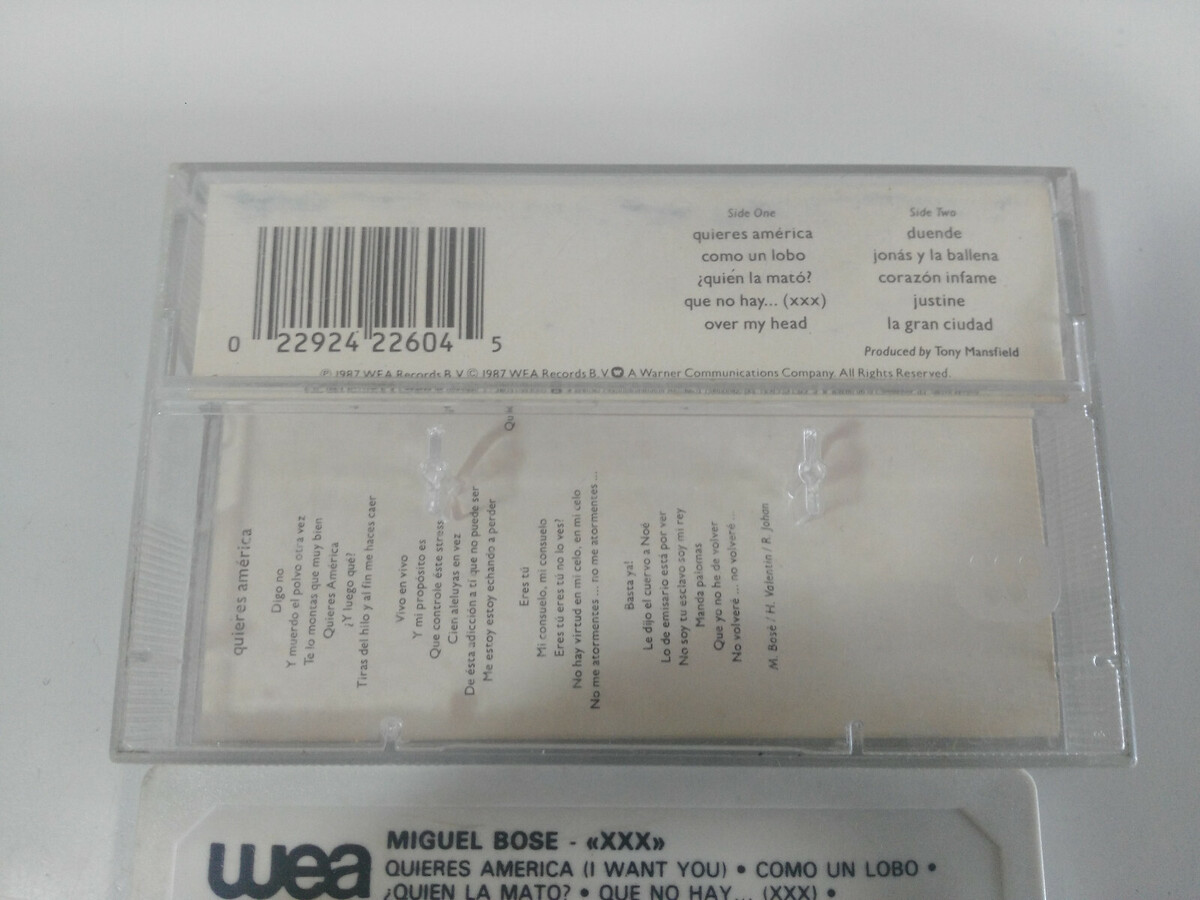 Side One
quieres américa
como un lobo
¿quién la mató?
que no hay... (xxx)
over my head
Side Two
duende
jonás y la ballena
corazón infame
justine
la gran ciudad
Produced by Tony Mansfield
0 22924 22604 5
℗ 1987 WEA Records B.V. © 1987 WEA Records B.V. A Warner Communications Company. All Rights Reserved.
quieres américa
Digo no
Y muerdo el polvo otra vez
Te lo montas que muy bien
Quieres América
¿Y luego qué?
Tiras del hilo y al fin me haces caer
Vivo en vivo
Y mi propósito es
Que controle éste stress
Cien aleluyas en vez
De ésta adicción a tí que no puede ser
Me estoy echando a perder
Eres tú
Mi consuelo, mi consuelo
Eres tú eres tú no lo ves?
No hay virtud en mi celo, en mi celo
No me atormentes ... no me atormentes ...
Basta ya!
Le dijo el cuervo a Noé
Lo de emisario está por ver
No soy tu esclavo soy mi rey
Manda palomas
Que yo no he de volver
No volveré ... no volveré ...
M. Bosé / H. Valentin / R. Johan
wea
MIGUEL BOSE - «XXX»
QUIERES AMERICA (I WANT YOU) • COMO UN LOBO •
¿QUIEN LA MATO? • QUE NO HAY... (XXX) •